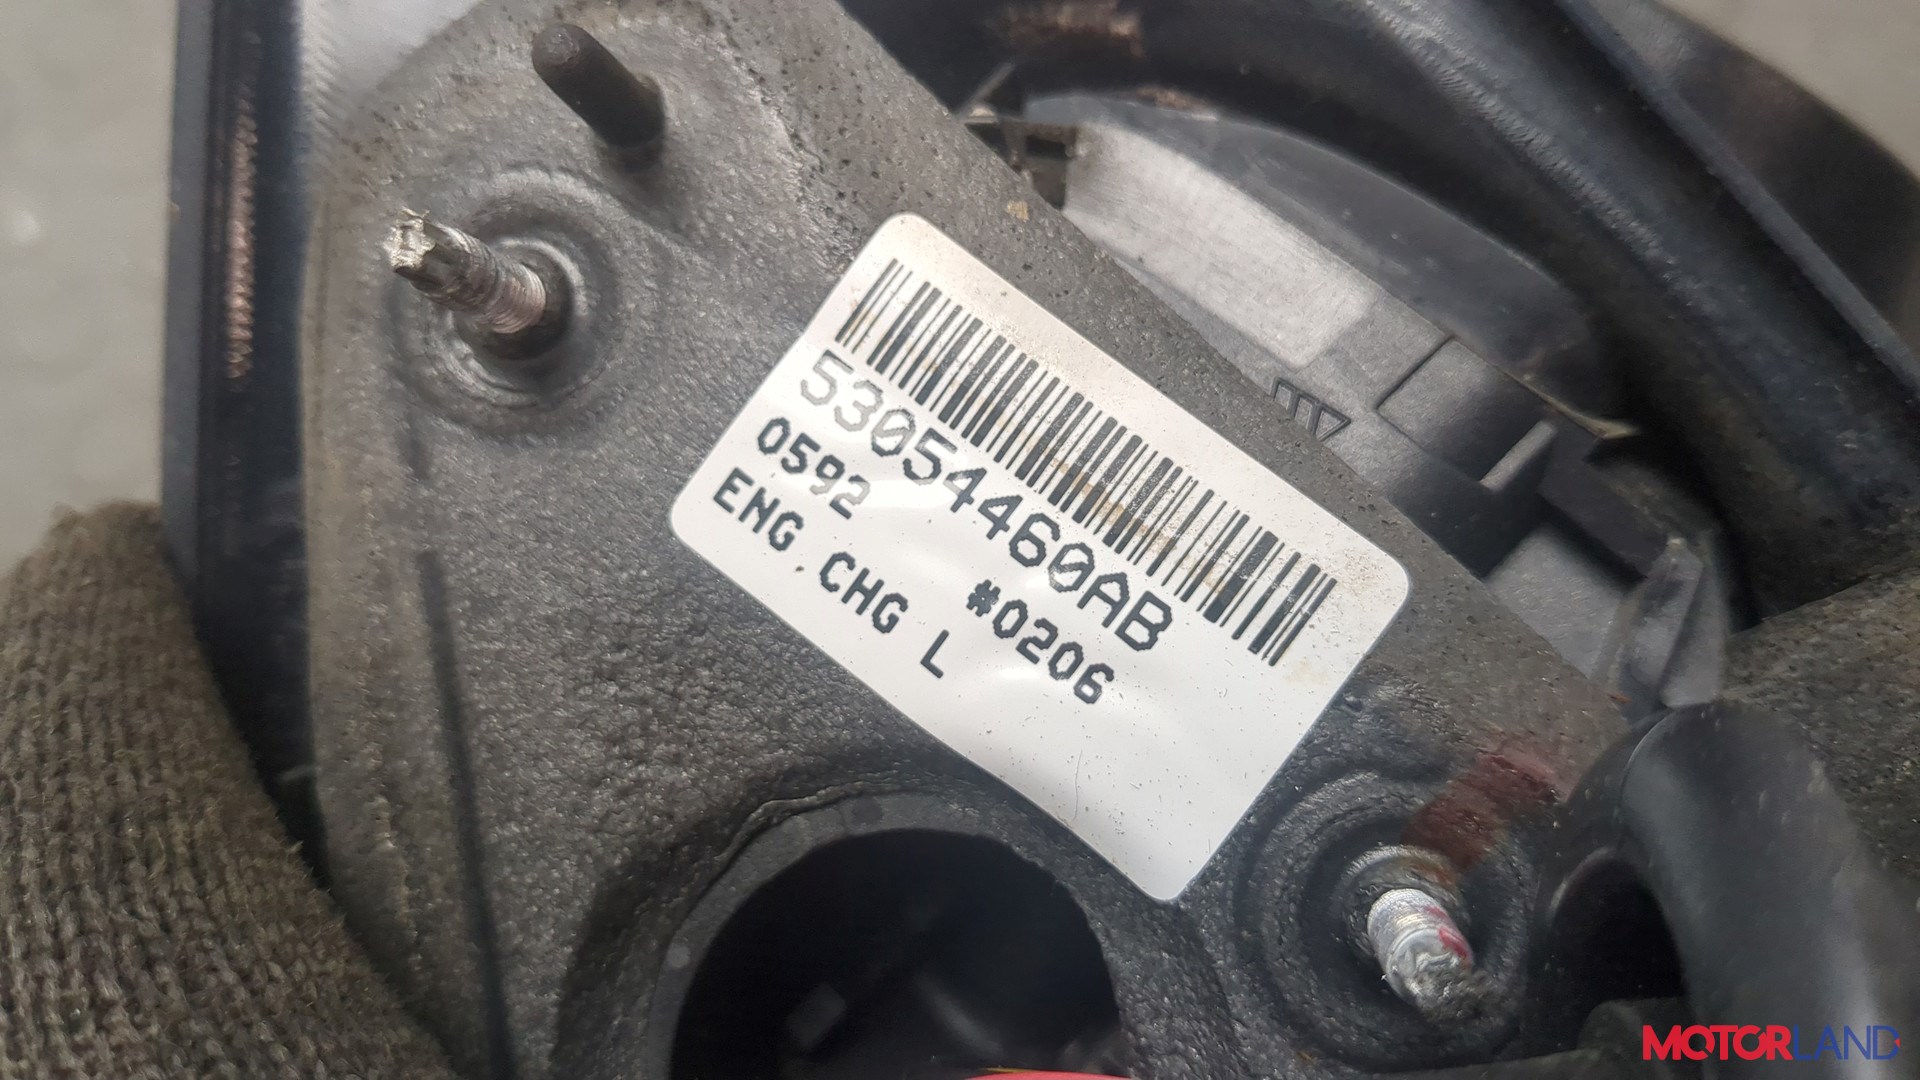 53054460AB
0592 #0206
ENG CHG L
MOTORLAND